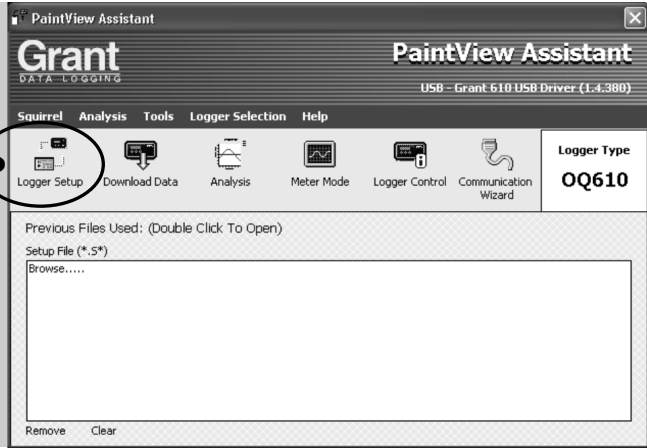 PaintView Assistant
Grant
DATA LOGGING
PaintView Assistant
USB - Grant 610 USB Driver (1.4.380)
Squirrel Analysis Tools Logger Selection Help
Logger Setup
Download Data
Analysis
Meter Mode
Logger Control
Communication
Wizard
Logger Type
OQ610
Previous Files Used: (Double Click To Open)
Setup File (*.S*)
Browse.....
Remove Clear